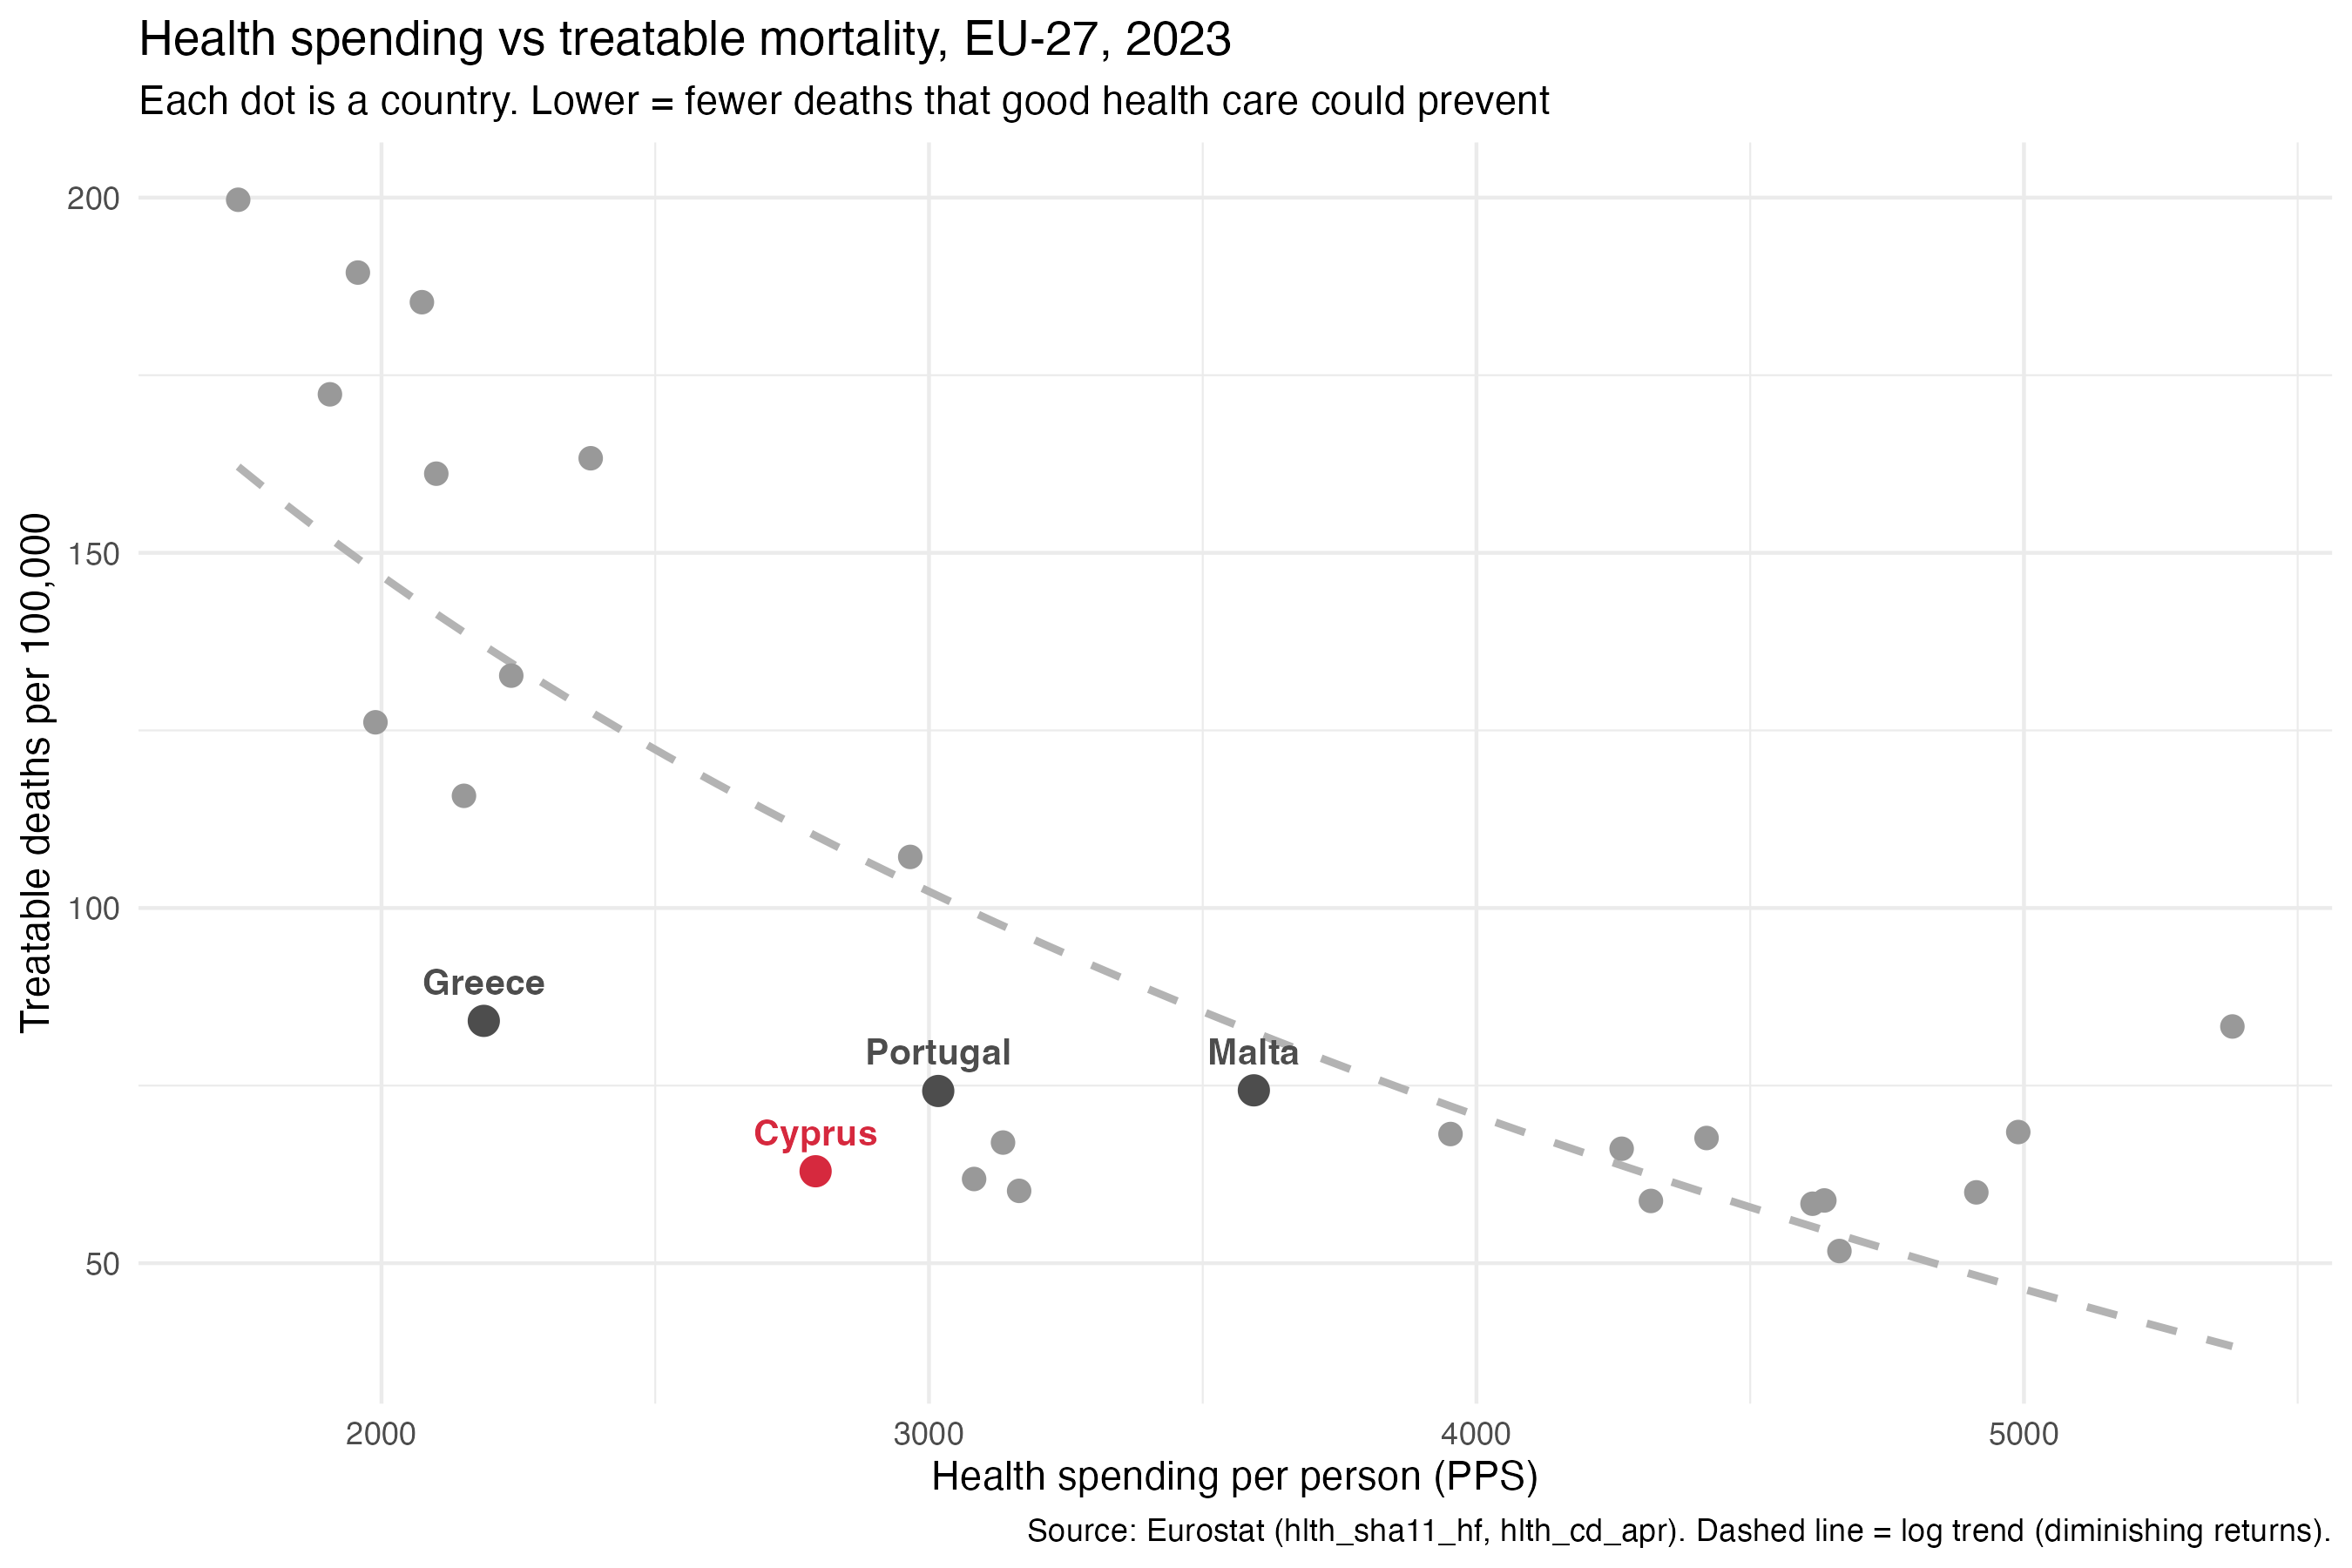 Health spending vs treatable mortality, EU-27, 2023
Each dot is a country. Lower = fewer deaths that good health care could prevent
Treatable deaths per 100,000
200
150
100
50
Greece
Portugal
Malta
Cyprus
2000
3000
4000
5000
Health spending per person (PPS)
Source: Eurostat (hlth_sha11_hf, hlth_cd_apr). Dashed line = log trend (diminishing returns).